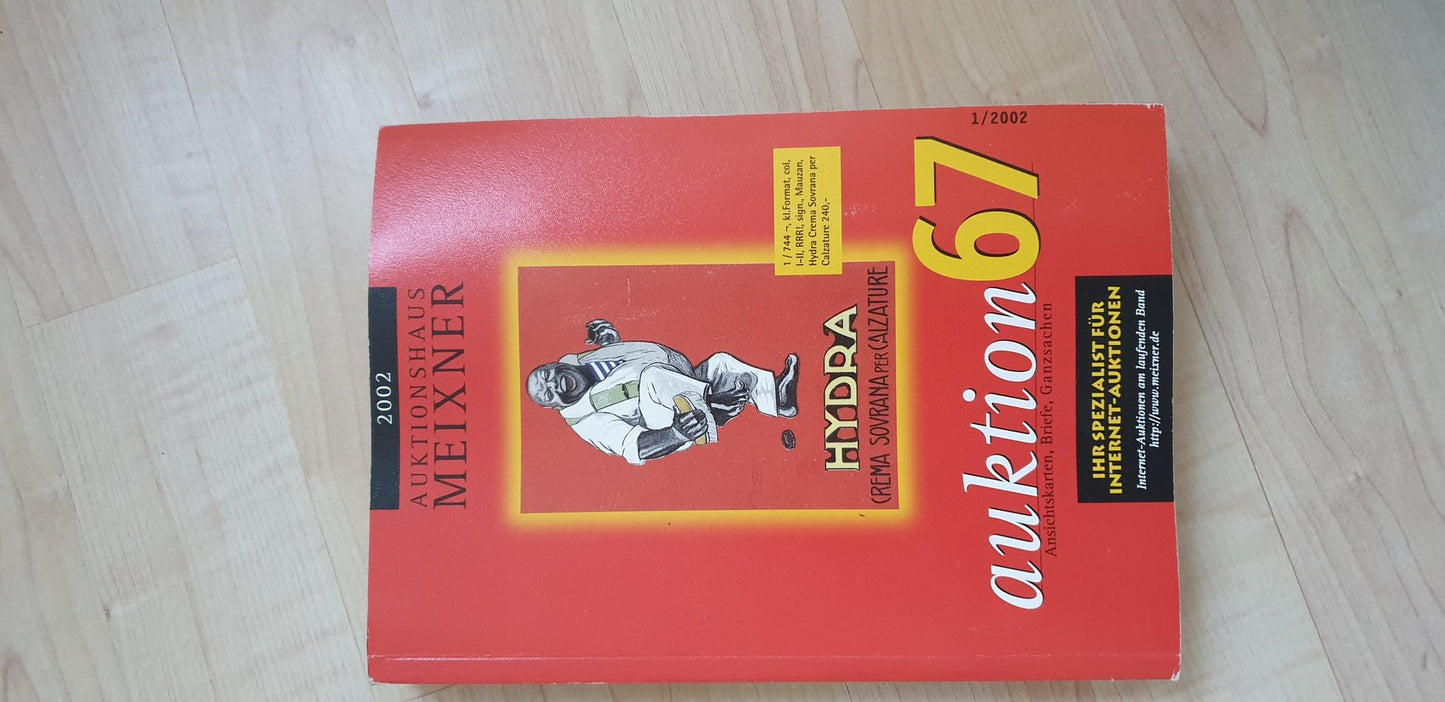 2002
AUKTIONSHAUS
MEIXNER
1 / 744 ¬, kl.Format, col,
I-II, RRR!, sign., Mauzan,
Hydra Crema Sovrana per
Calzature 240,-
HYDRA
CREMA SOVRANA PER CALZATURE
1/2002
auktion67
Ansichtskarten, Briefe, Ganzsachen
IHR SPEZIALIST FÜR
INTERNET-AUKTIONEN
Internet-Auktionen am laufenden Band
http://www.meixner.de